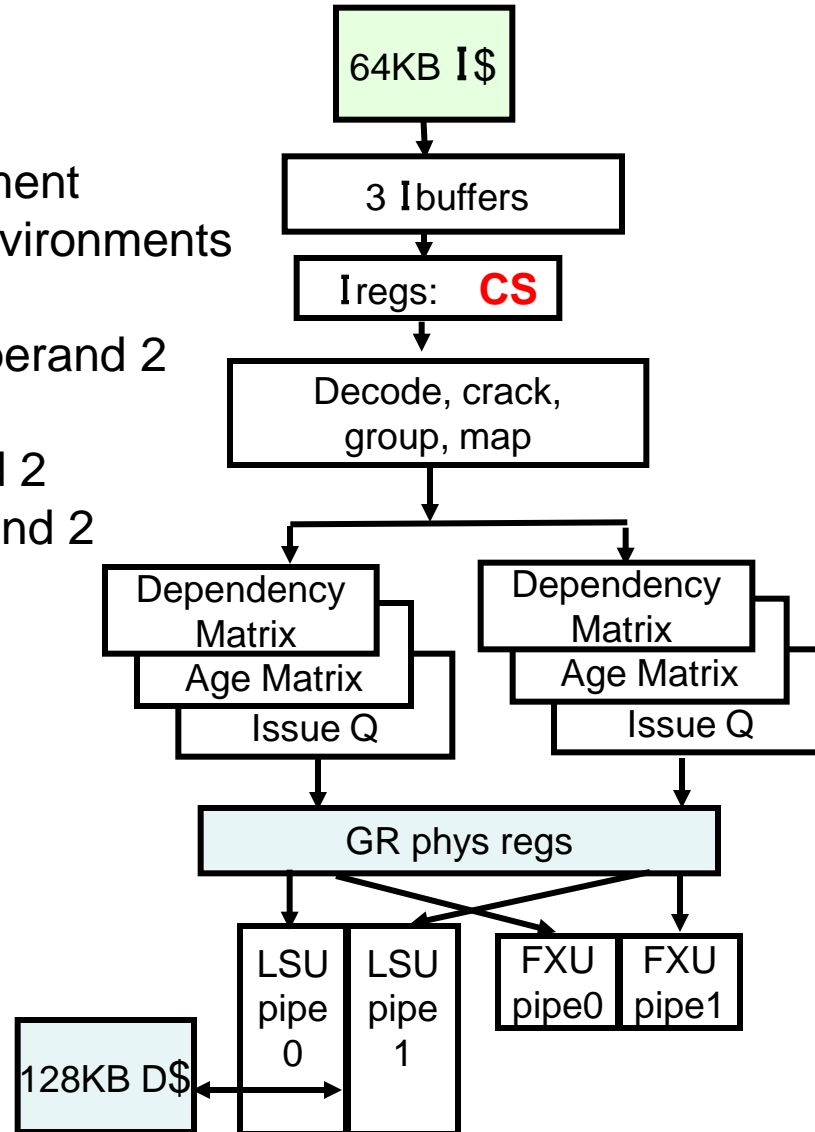 64KB I$
3 Ibuffers
Iregs: CS
Decode, crack,
group, map
vironments
perand 2
2
nd 2
Dependency
Matrix
Age Matrix
Issue Q
Dependency
Matrix
Age Matrix
Issue Q
GR phys regs
LSU
pipe
0
LSU
pipe
1
FXU
pipe0
FXU
pipe1
128KB D$